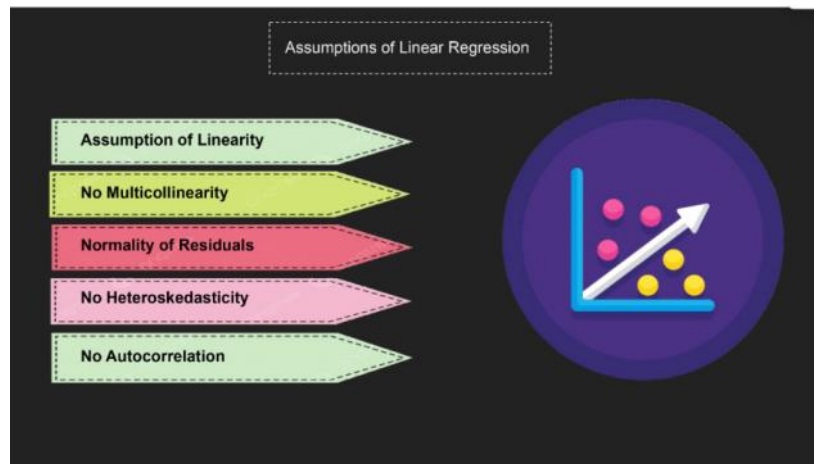 Assumptions of Linear Regression
Assumption of Linearity
No Multicollinearity
Normality of Residuals
No Heteroskedasticity
No Autocorrelation